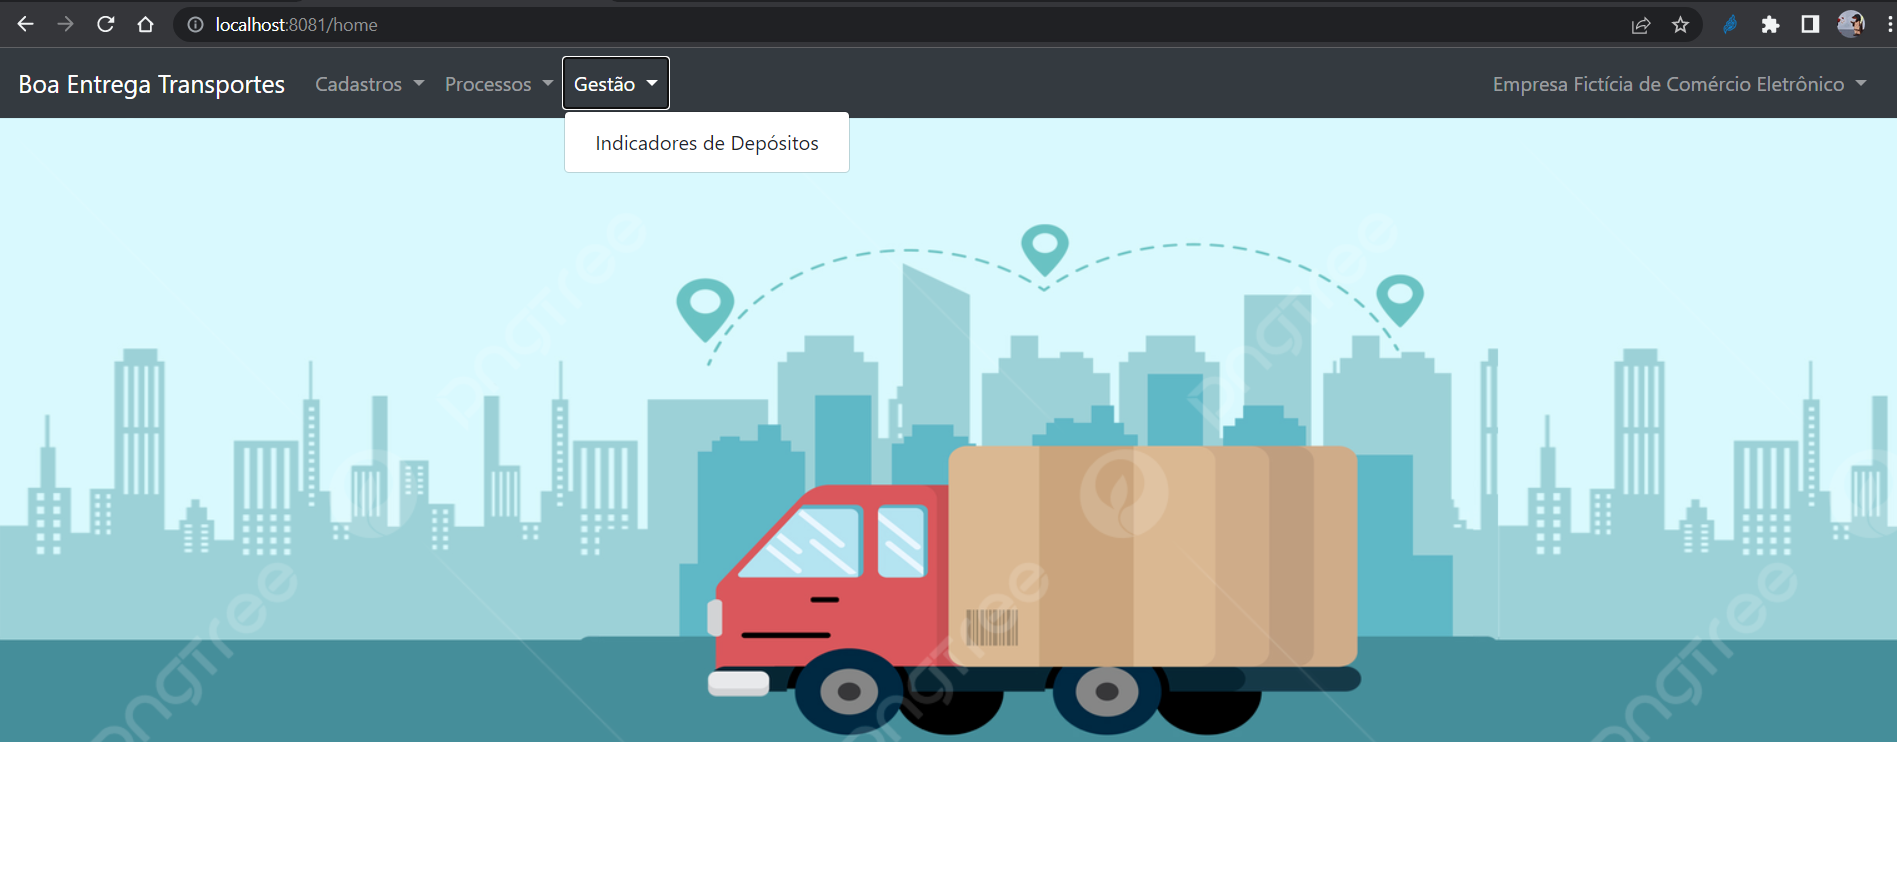 localhost:8081/home
Boa Entrega Transportes Cadastros Processos Gestão Empresa Fictícia de Comércio Eletrônico
Indicadores de Depósitos
pngtree
pngtree
pngtree
pngtree
pngtree